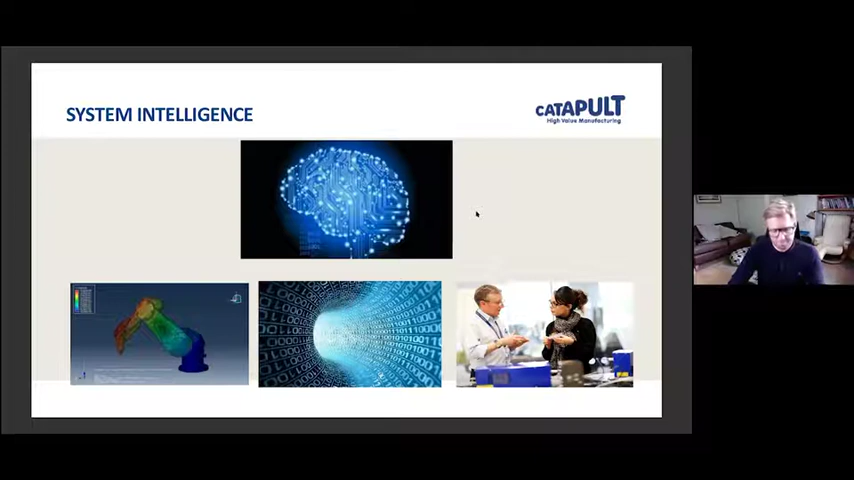 SYSTEM INTELLIGENCE
CATAPULT
High Value Manufacturing